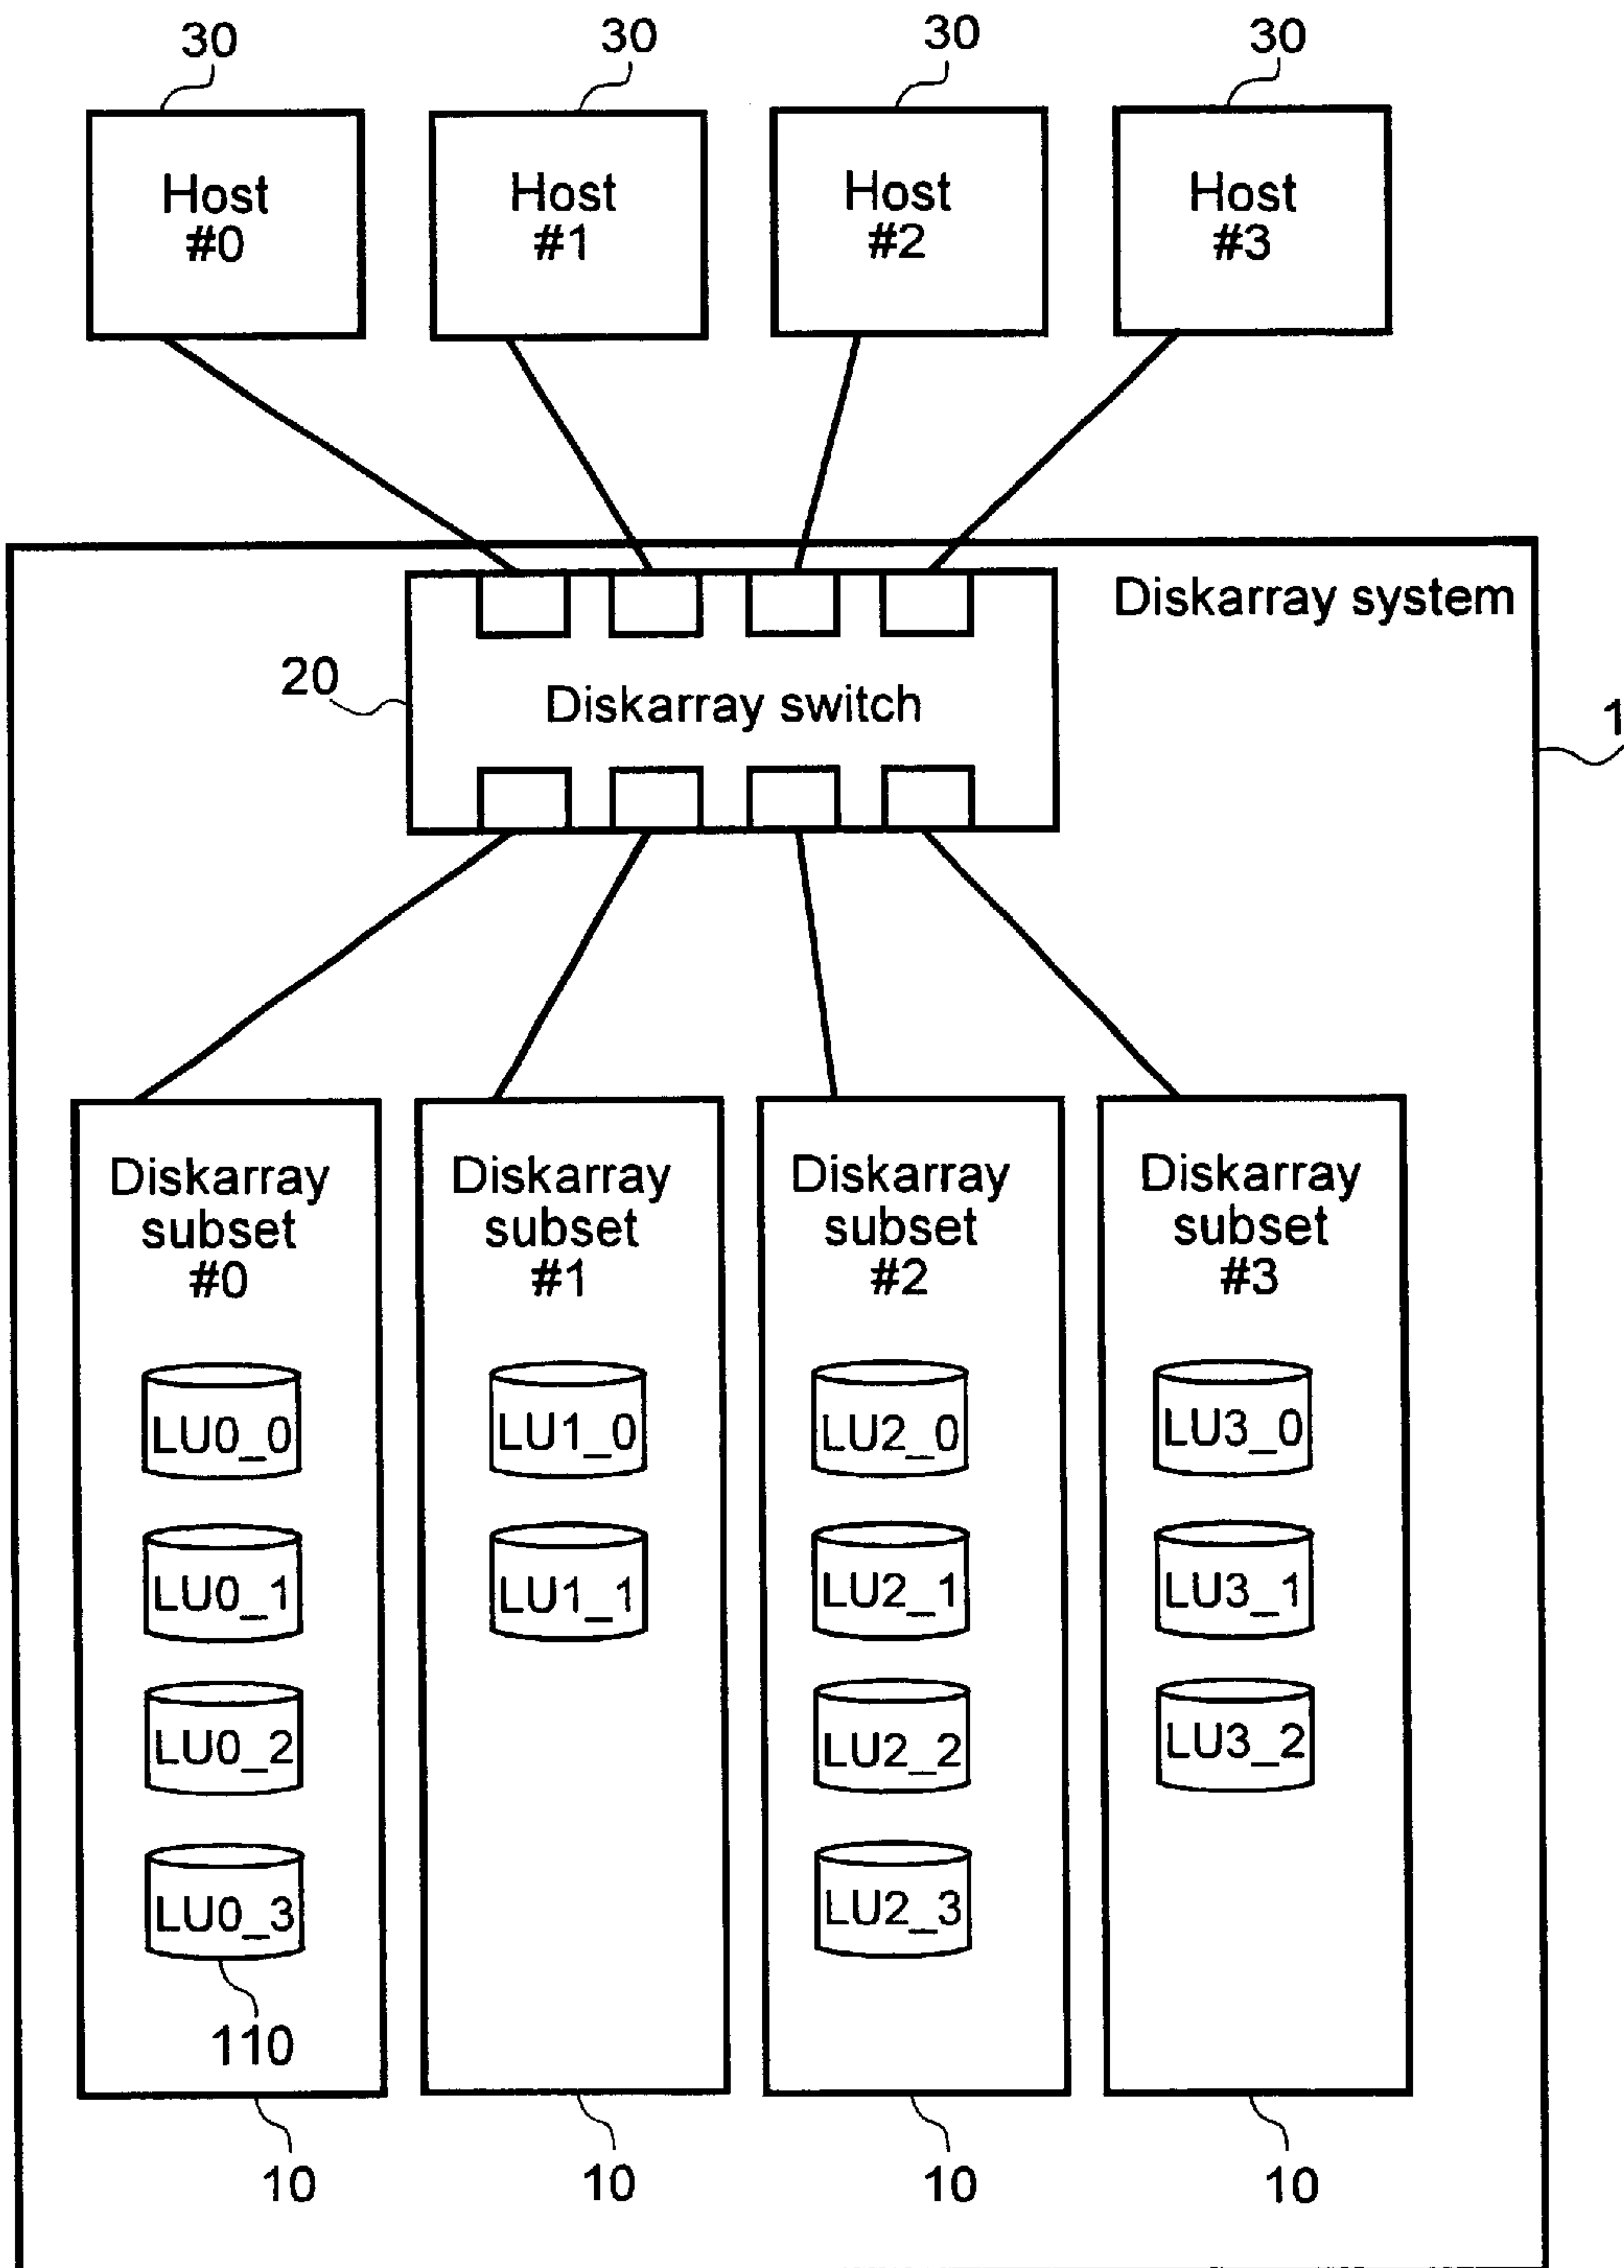 30 30 30 30
Host #0
Host #1
Host #2
Host #3
Diskarray system
20
Diskarray switch
1
Diskarray
subset
#0
LU0_0
LU0_1
LU0_2
LU0_3
110
Diskarray
subset
#1
LU1_0
LU1_1
Diskarray
subset
#2
LU2_0
LU2_1
LU2_2
LU2_3
Diskarray
subset
#3
LU3_0
LU3_1
LU3_2
10 10 10 10